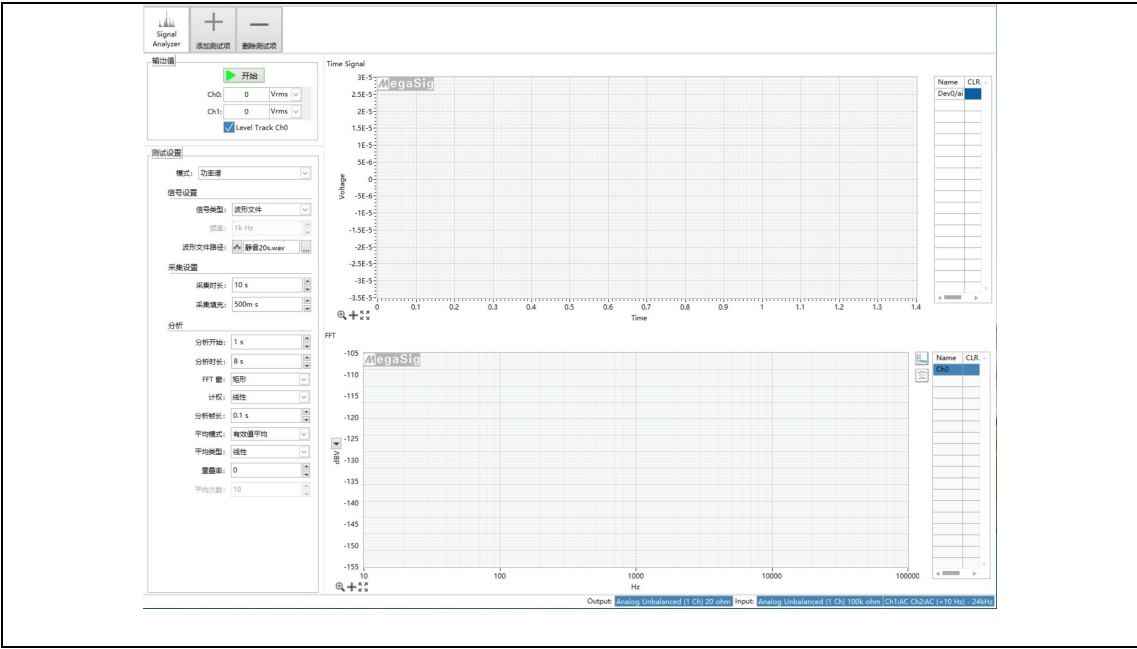 Signal
Analyzer
添加测试项
删除测试项
输出值
开始
Ch0: 0 Vrms
Ch1: 0 Vrms
Level Track Ch0
测试设置
模式: 功率谱
信号设置
信号类型: 波形文件
频率: 1k Hz
波形文件路径: 静音20s.wav ...
采集设置
采集时长: 10 s
采集填充: 500m s
分析
分析开始: 1 s
分析时长: 8 s
FFT 窗: 矩形
计权: 线性
分析帧长: 0.1 s
平均模式: 有效值平均
平均类型: 线性
重叠率: 0
平均次数: 10
Time Signal
MegaSig
3E-5
2.5E-5
2E-5
1.5E-5
1E-5
5E-6
0
-5E-6
-1E-5
-1.5E-5
-2E-5
-2.5E-5
-3E-5
-3.5E-5
Voltage
0 0.1 0.2 0.3 0.4 0.5 0.6 0.7 0.8 0.9 1 1.1 1.2 1.3 1.4
Time
Name CLR
Dev0/ai
FFT
MegaSig
-105
-110
-115
-120
-125
-130
-135
-140
-145
-150
-155
dBV
10 100 1000 10000 100000
Hz
Name CLR
Ch0
Output: Analog Unbalanced (1 Ch) 20 ohm Input: Analog Unbalanced (1 Ch) 100k ohm Ch1:AC Ch2:AC (<10 Hz) - 24kHz